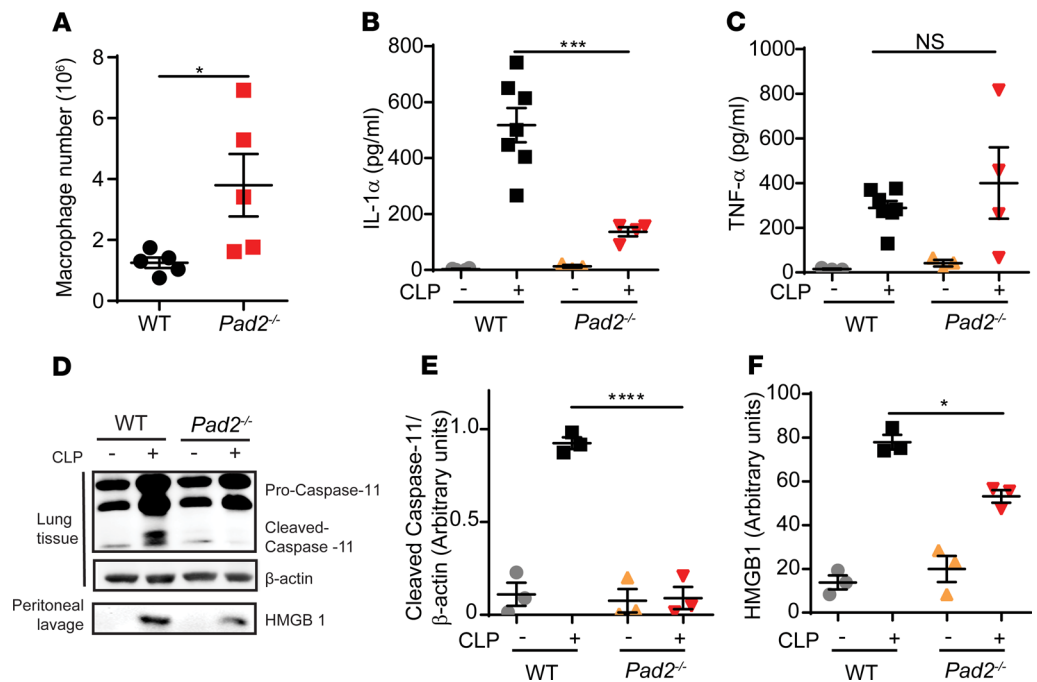 A
Macrophage number (10⁶)
8
6
4
2
0
*
WT
Pad2-/-
B
IL-1α (pg/ml)
800
600
400
200
0
***
CLP - + - +
WT
Pad2-/-
C
TNF-α (pg/ml)
1000
800
600
400
200
0
NS
CLP - + - +
WT
Pad2-/-
D
WT
Pad2-/-
CLP - + - +
Lung
tissue
Pro-Caspase-11
Cleaved-
Caspase -11
β-actin
Peritoneal
lavage
HMGB 1
E
Cleaved Caspase-11/
β-actin (Arbitrary units)
1.0
0.5
0
****
CLP - + - +
WT
Pad2-/-
F
HMGB1 (Arbitrary units)
100
80
60
40
20
0
*
CLP - + - +
WT
Pad2-/-